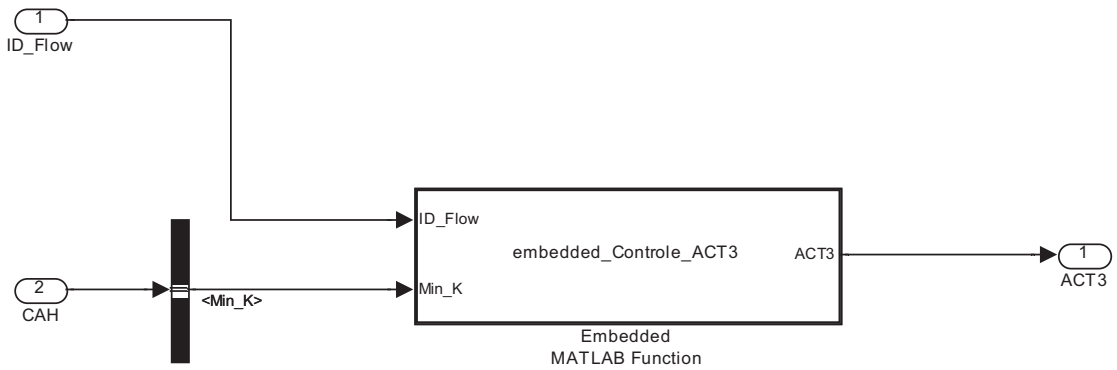 1
ID_Flow
ID_Flow
embedded_Controle_ACT3
ACT3
1
ACT3
2
CAH
<Min_K>
Min_K
Embedded
MATLAB Function